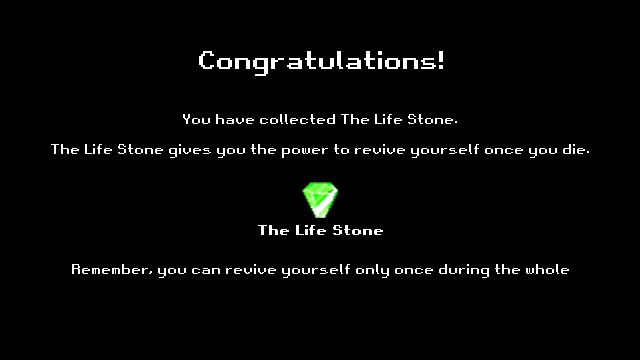 Congratulations!
You have collected The Life Stone.
The Life Stone gives you the power to revive yourself once you die.
The Life Stone
Remember, you can revive yourself only once during the whole